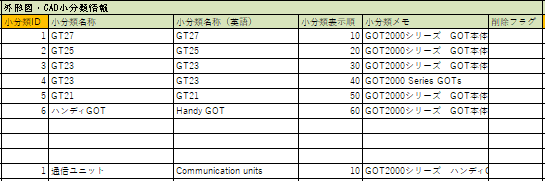 外形図・CAD小分類情報
小分類ID 小分類名称 小分類名称（英語） 小分類表示順 小分類メモ 削除フラグ
1 GT27 GT27 10 GOT2000シリーズ GOT本体
2 GT25 GT25 20 GOT2000シリーズ GOT本体
3 GT23 GT23 30 GOT2000シリーズ GOT本体
4 GT23 GT23 40 GOT2000 Series GOTs
5 GT21 GT21 50 GOT2000シリーズ GOT本体
6 ハンディGOT Handy GOT 60 GOT2000シリーズ GOT本体
1 通信ユニット Communication units 10 GOT2000シリーズ ハンディG